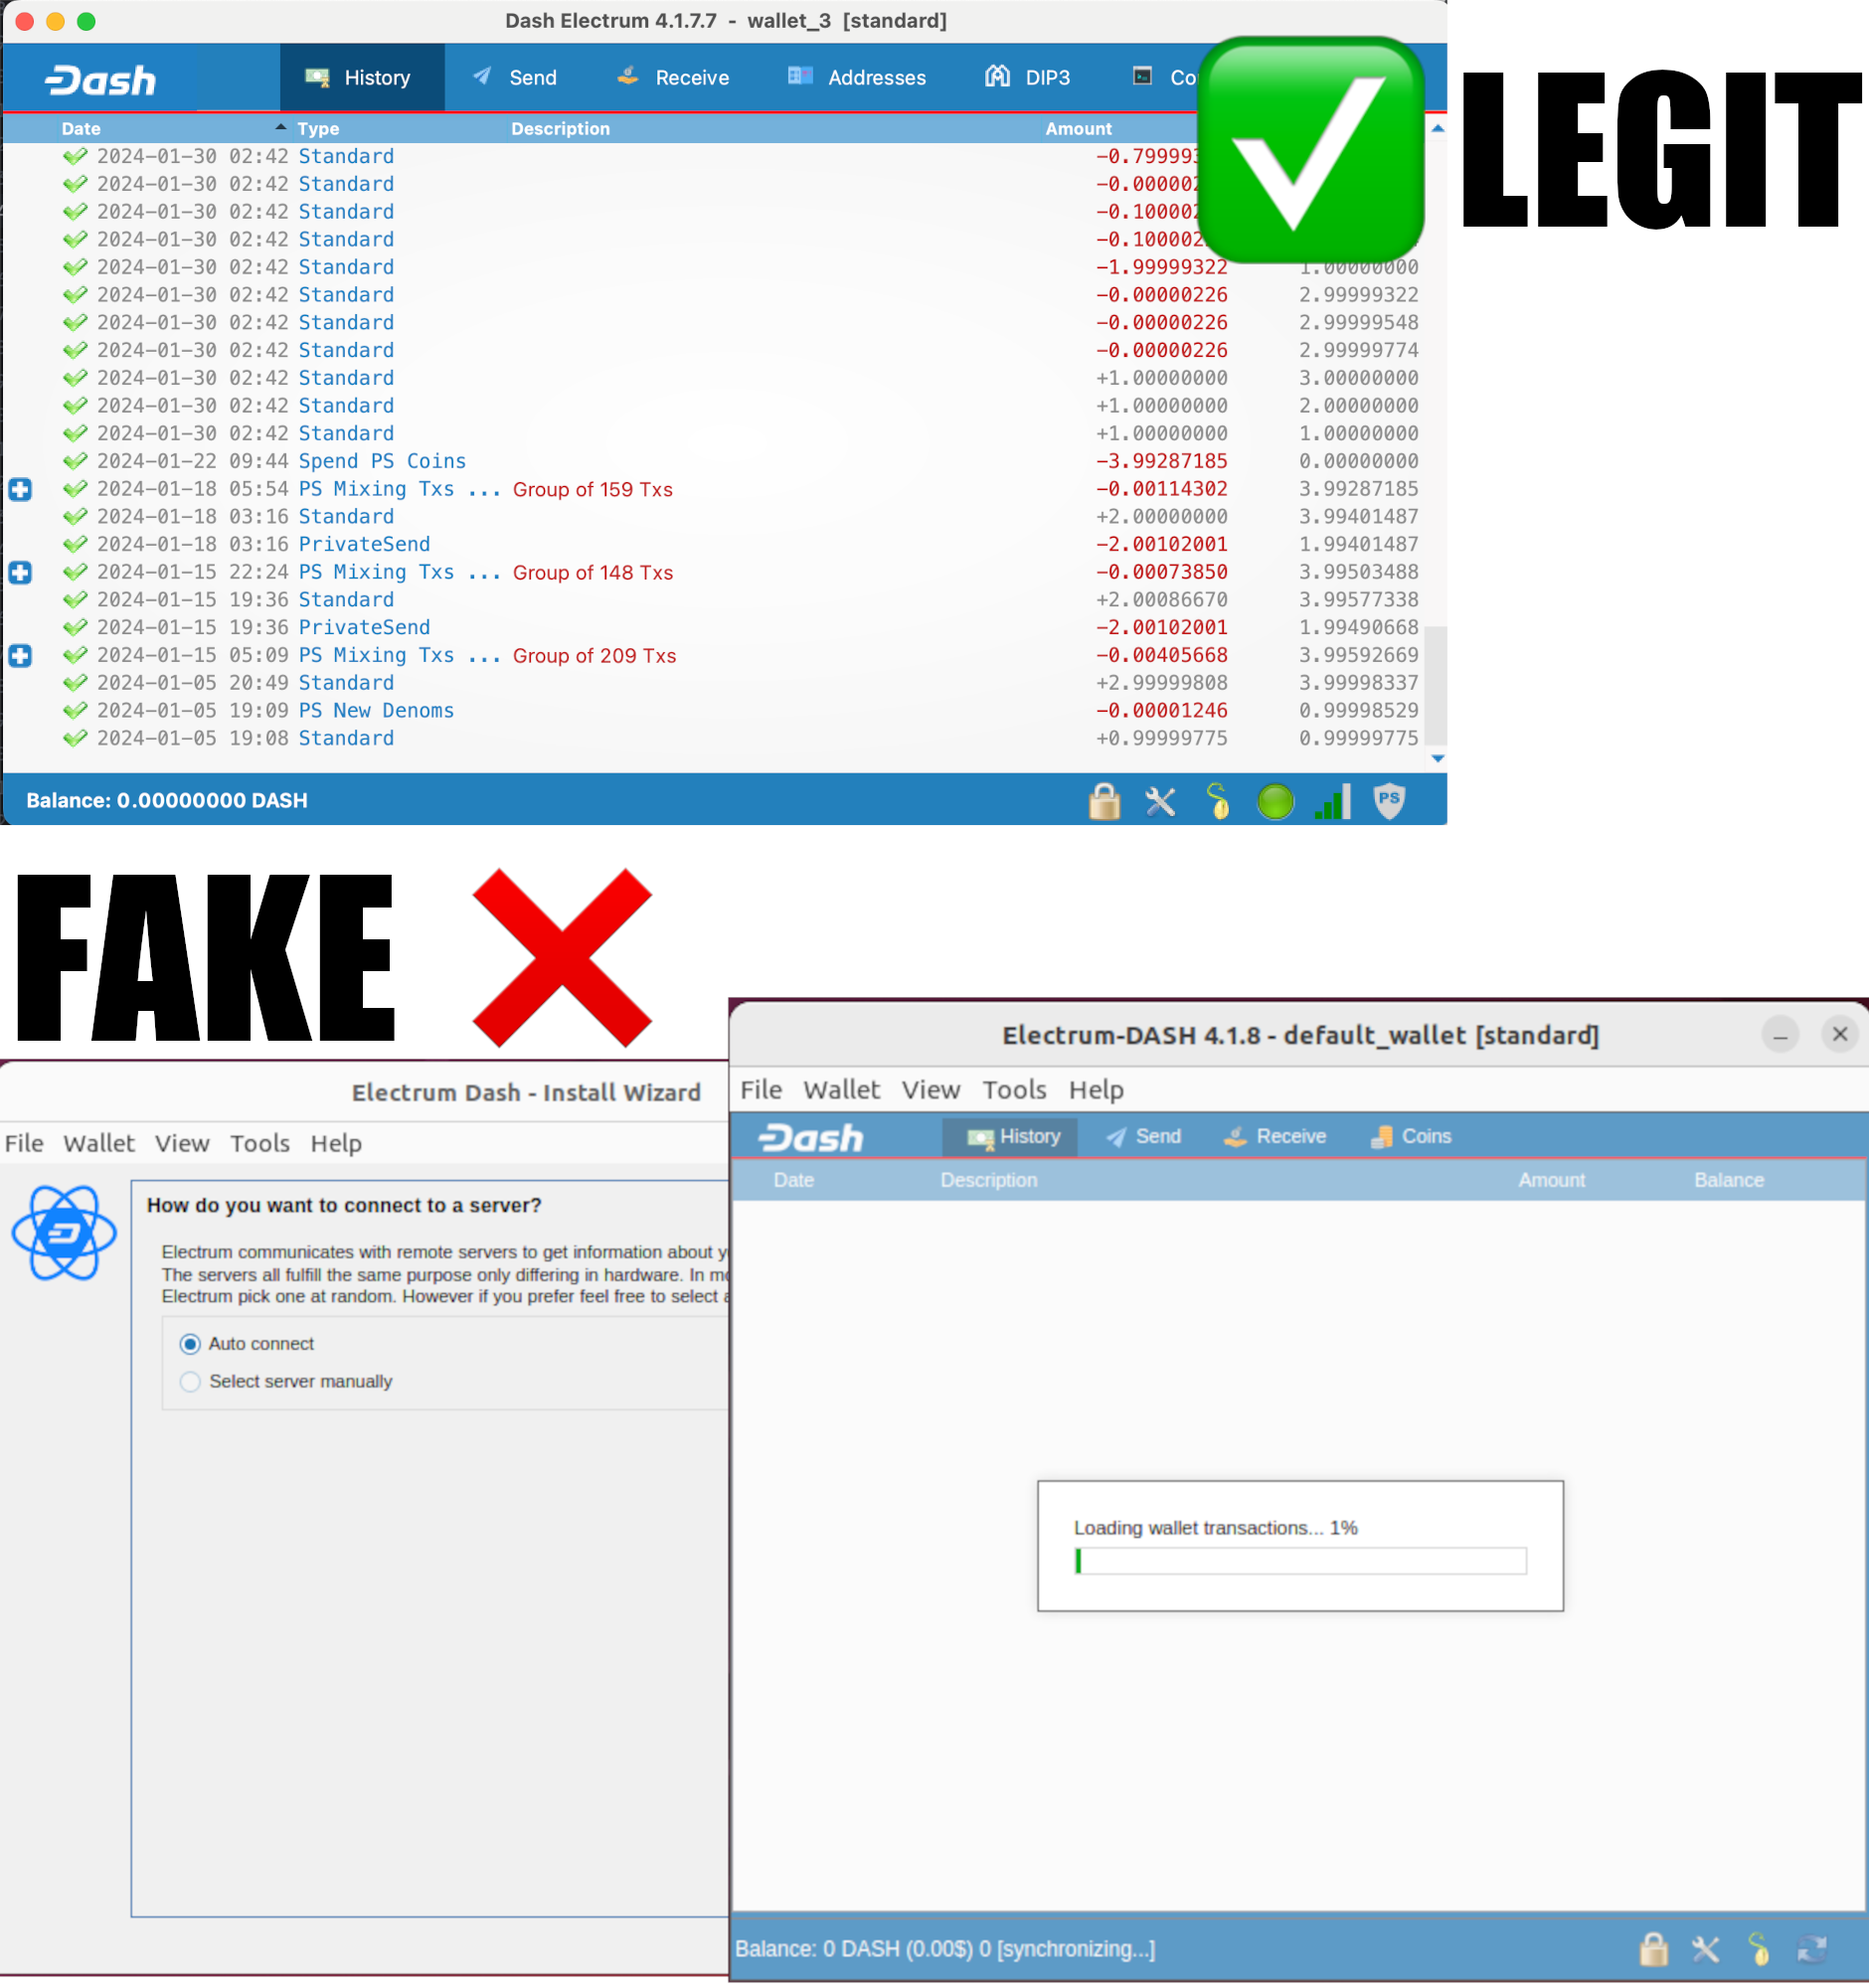 Dash Electrum 4.1.7.7 - wallet_3 [standard]
Dash History Send Receive Addresses DIP3 Co
LEGIT
Date Type Description Amount
2024-01-30 02:42 Standard -0.79999
2024-01-30 02:42 Standard -0.00000
2024-01-30 02:42 Standard -0.10000
2024-01-30 02:42 Standard -0.10000
2024-01-30 02:42 Standard -1.99999322 1.00000000
2024-01-30 02:42 Standard -0.00000226 2.99999322
2024-01-30 02:42 Standard -0.00000226 2.99999548
2024-01-30 02:42 Standard -0.00000226 2.99999774
2024-01-30 02:42 Standard +1.00000000 3.00000000
2024-01-30 02:42 Standard +1.00000000 2.00000000
2024-01-30 02:42 Standard +1.00000000 1.00000000
2024-01-22 09:44 Spend PS Coins -3.99287185 0.00000000
2024-01-18 05:54 PS Mixing Txs ... Group of 159 Txs -0.00114302 3.99287185
2024-01-18 03:16 Standard +2.00000000 3.99401487
2024-01-18 03:16 PrivateSend -2.00102001 1.99401487
2024-01-15 22:24 PS Mixing Txs ... Group of 148 Txs -0.00073850 3.99503488
2024-01-15 19:36 Standard +2.00086670 3.99577338
2024-01-15 19:36 PrivateSend -2.00102001 1.99490668
2024-01-15 05:09 PS Mixing Txs ... Group of 209 Txs -0.00405668 3.99592669
2024-01-05 20:49 Standard +2.99999808 3.99998337
2024-01-05 19:09 PS New Denoms -0.00001246 0.99998529
2024-01-05 19:08 Standard +0.99999775 0.99999775
Balance: 0.00000000 DASH PS
FAKE
Electrum Dash - Install Wizard
File Wallet View Tools Help
How do you want to connect to a server?
Electrum communicates with remote servers to get information about y
The servers all fulfill the same purpose only differing in hardware. In mo
Electrum pick one at random. However if you prefer feel free to select a
Auto connect
Select server manually
Electrum-DASH 4.1.8 - default_wallet [standard]
File Wallet View Tools Help
Dash History Send Receive Coins
Date Description Amount Balance
Loading wallet transactions... 1%
Balance: 0 DASH (0.00$) 0 [synchronizing...]